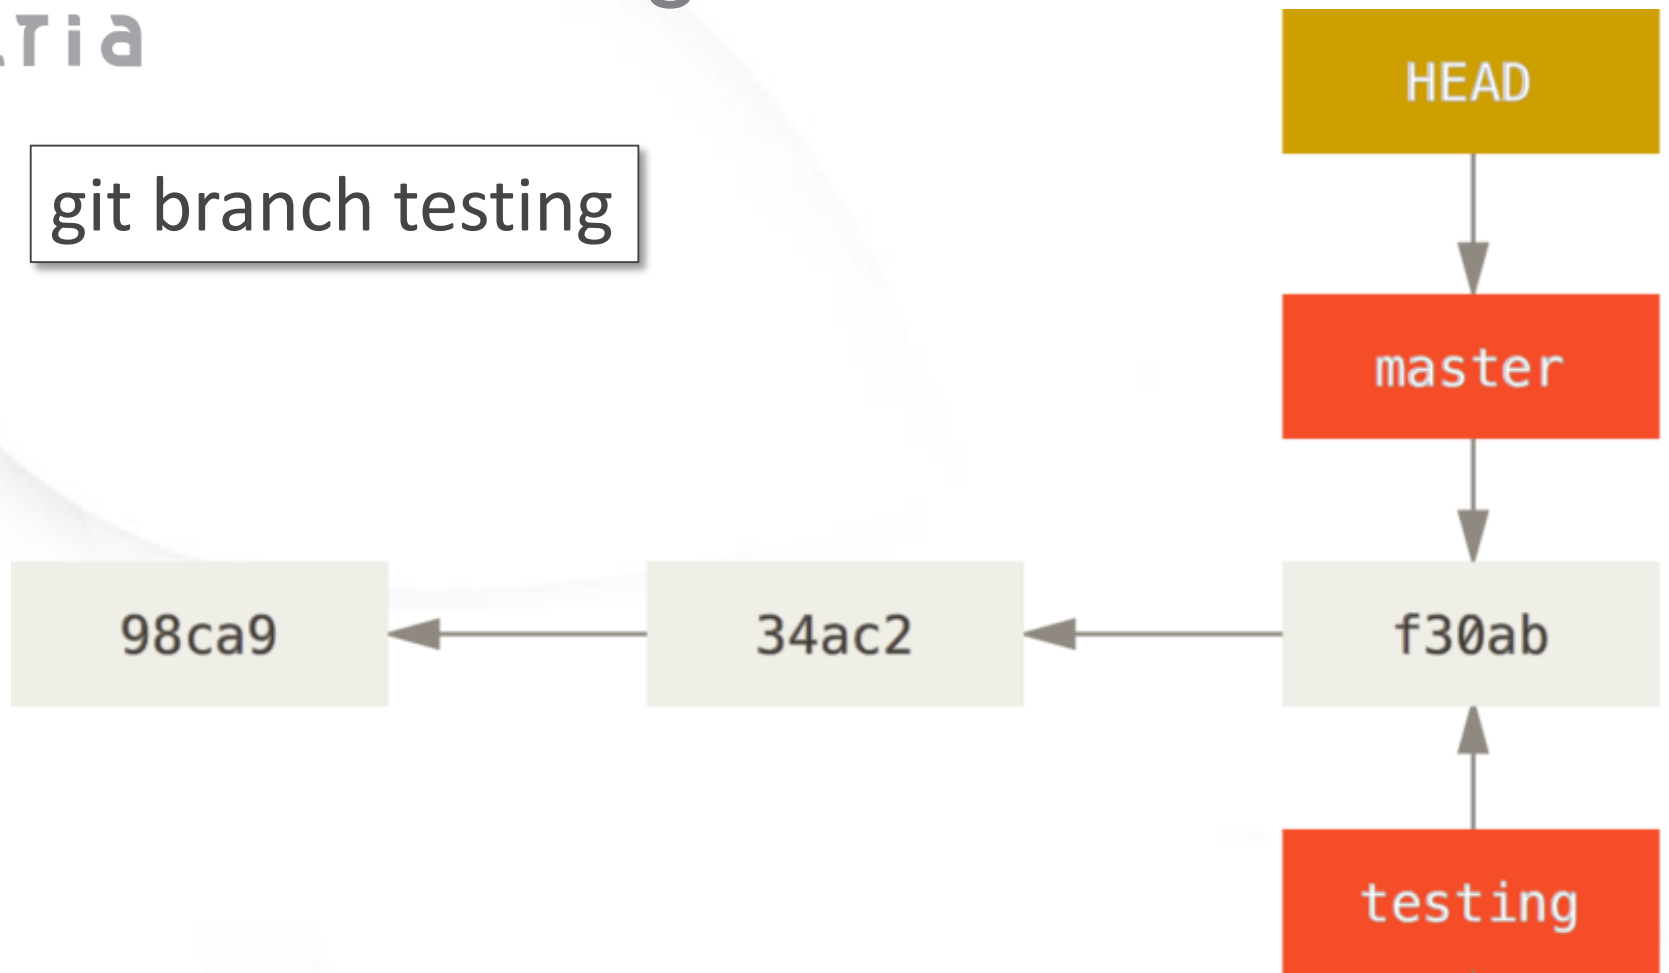 git branch testing
HEAD
master
98ca9
34ac2
f30ab
testing